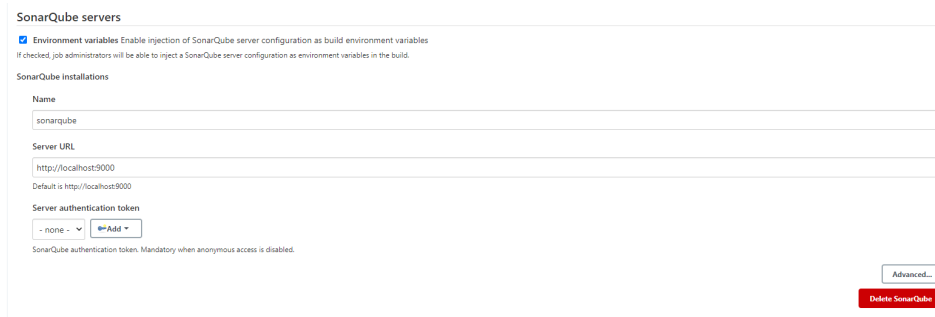 SonarQube servers
Environment variables Enable injection of SonarQube server configuration as build environment variables
If checked, job administrators will be able to inject a SonarQube server configuration as environment variables in the build.
SonarQube installations
Name
sonarqube
Server URL
http://localhost:9000
Default is http://localhost:9000
Server authentication token
- none - Add
SonarQube authentication token. Mandatory when anonymous access is disabled.
Advanced...
Delete SonarQube